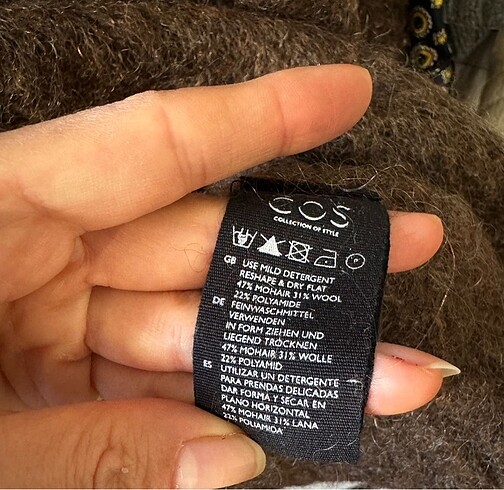 COS
COLLECTION OF STYLE
P
GB USE MILD DETERGENT
RESHAPE & DRY FLAT
47% MOHAIR 31% WOOL
22% POLYAMIDE
DE FEINWASCHMITTEL
VERWENDEN
IN FORM ZIEHEN UND
LIEGEND TROCKNEN
47% MOHAIR 31% WOLLE
22% POLYAMID
ES UTILIZAR UN DETERGENTE
PARA PRENDAS DELICADAS
DAR FORMA Y SECAR EN
PLANO HORIZONTAL
47% MOHAIR 31% LANA
22% POLIAMIDA